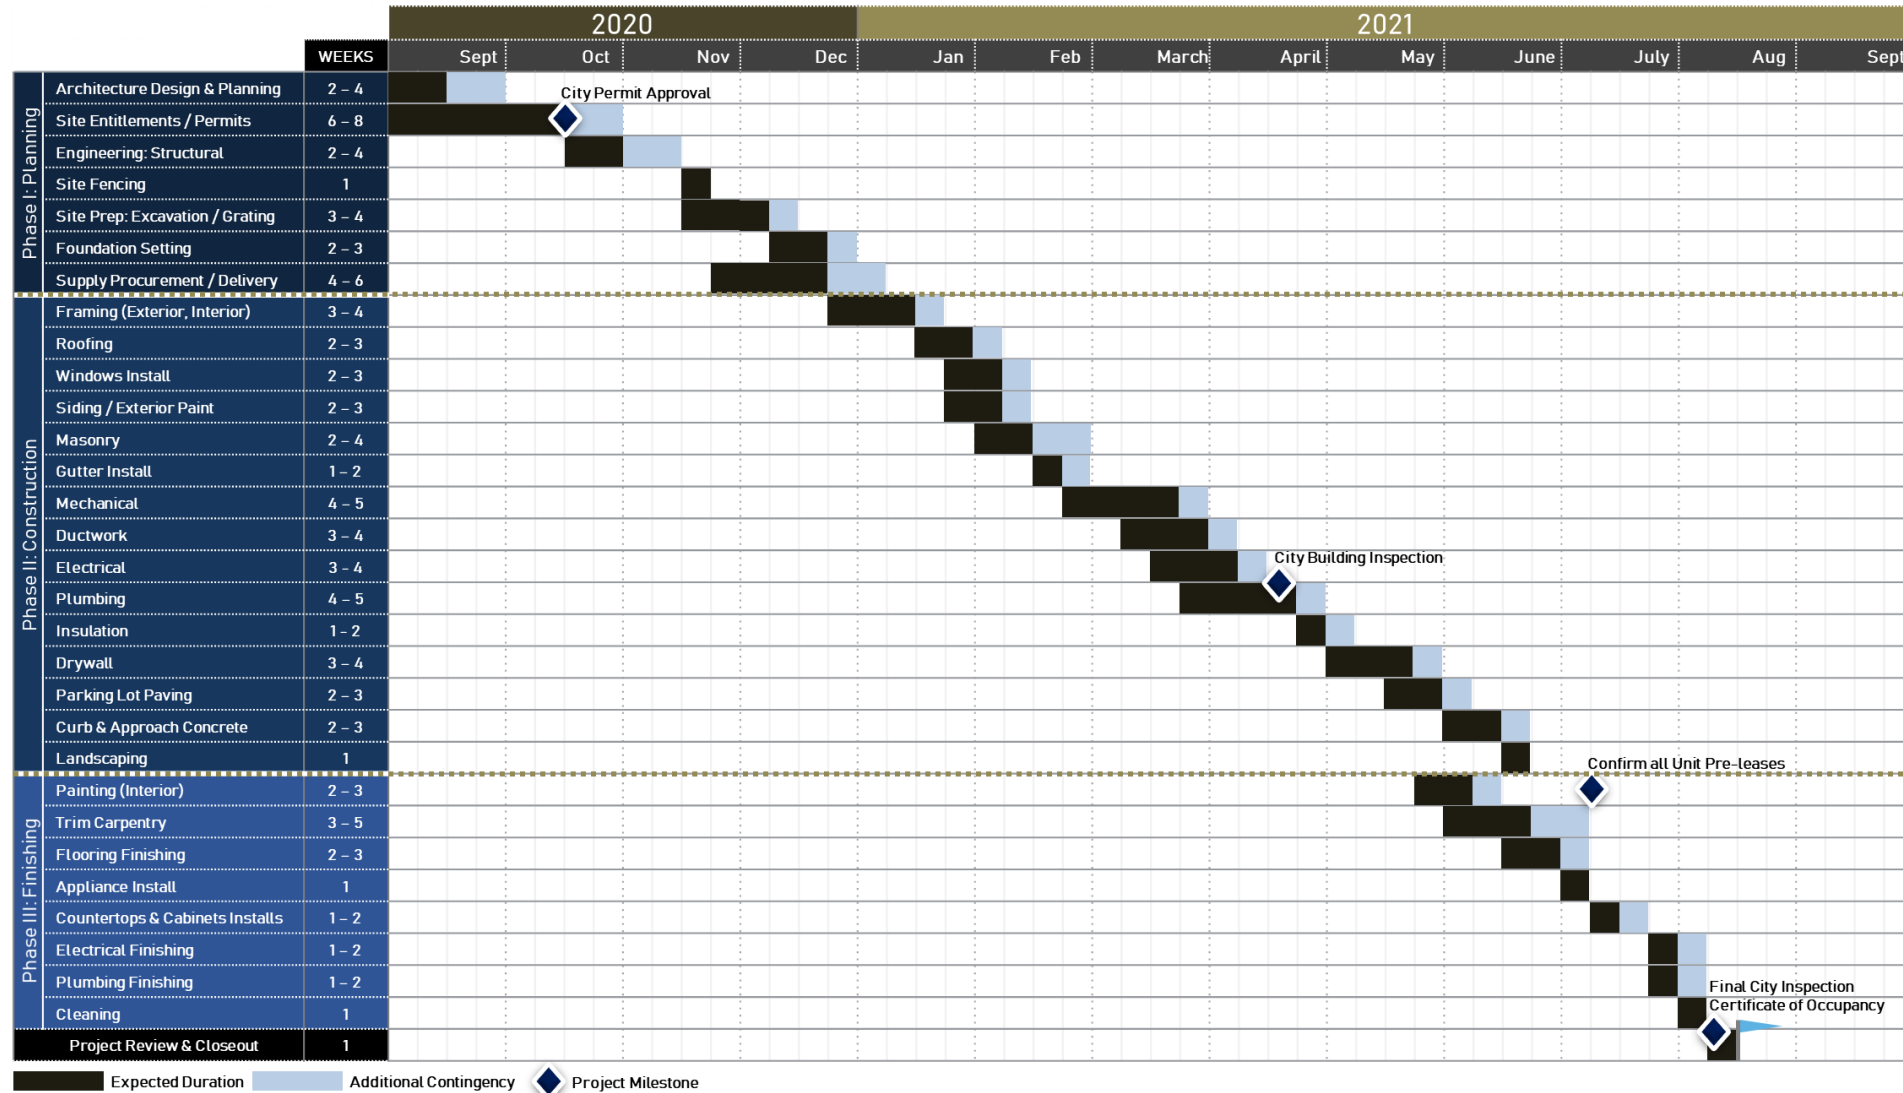 2020 2021
WEEKS Sept Oct Nov Dec Jan Feb March April May June July Aug Sept
Phase I: Planning
Architecture Design & Planning 2 – 4
City Permit Approval
Site Entitlements / Permits 6 – 8
Engineering: Structural 2 – 4
Site Fencing 1
Site Prep: Excavation / Grating 3 – 4
Foundation Setting 2 – 3
Supply Procurement / Delivery 4 – 6
Phase II: Construction
Framing (Exterior, Interior) 3 – 4
Roofing 2 – 3
Windows Install 2 – 3
Siding / Exterior Paint 2 – 3
Masonry 2 – 4
Gutter Install 1 – 2
Mechanical 4 – 5
Ductwork 3 – 4
Electrical 3 – 4
City Building Inspection
Plumbing 4 – 5
Insulation 1 - 2
Drywall 3 – 4
Parking Lot Paving 2 – 3
Curb & Approach Concrete 2 – 3
Landscaping 1
Confirm all Unit Pre-leases
Phase III: Finishing
Painting (Interior) 2 – 3
Trim Carpentry 3 – 5
Flooring Finishing 2 – 3
Appliance Install 1
Countertops & Cabinets Installs 1 – 2
Electrical Finishing 1 – 2
Plumbing Finishing 1 – 2
Final City Inspection
Certificate of Occupancy
Cleaning 1
Project Review & Closeout 1
Expected Duration Additional Contingency Project Milestone